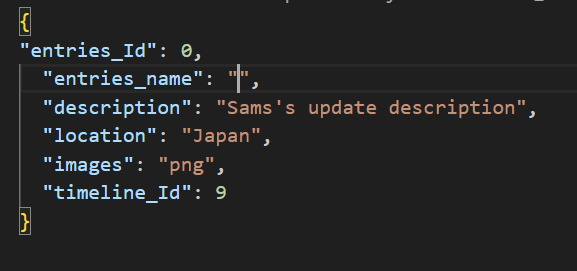 {
"entries_Id": 0,
"entries_name": "",
"description": "Sams's update description",
"location": "Japan",
"images": "png",
"timeline_Id": 9
}